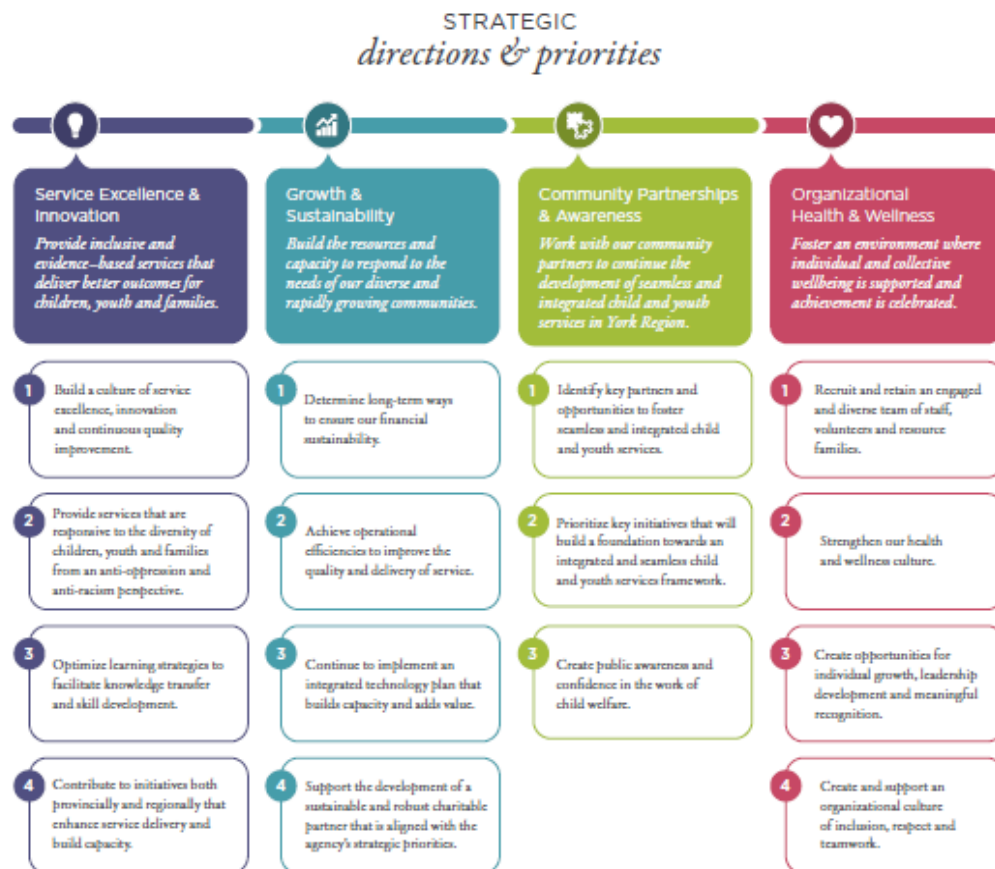 STRATEGIC
directions & priorities
Service Excellence &
Innovation
Provide inclusive and
evidence–based services that
deliver better outcomes for
children, youth and families.
1
Build a culture of service
excellence, innovation
and continuous quality
improvement.
2
Provide services that are
responsive to the diversity of
children, youth and families
from an anti-oppression and
anti-racism perspective.
3
Optimize learning strategies to
facilitate knowledge transfer
and skill development.
4
Contribute to initiatives both
provincially and regionally that
enhance service delivery and
build capacity.
Growth &
Sustainability
Build the resources and
capacity to respond to the
needs of our diverse and
rapidly growing communities.
1
Determine long-term ways
to ensure our financial
sustainability.
2
Achieve operational
efficiencies to improve the
quality and delivery of service.
3
Continue to implement an
integrated technology plan that
builds capacity and adds value.
4
Support the development of a
sustainable and robust charitable
partner that is aligned with the
agency's strategic priorities.
Community Partnerships
& Awareness
Work with our community
partners to continue the
development of seamless and
integrated child and youth
services in York Region.
1
Identify key partners and
opportunities to foster
seamless and integrated child
and youth services.
2
Prioritize key initiatives that will
build a foundation towards an
integrated and seamless child
and youth services framework.
3
Create public awareness and
confidence in the work of
child welfare.
Organizational
Health & Wellness
Foster an environment where
individual and collective
wellbeing is supported and
achievement is celebrated.
1
Recruit and retain an engaged
and diverse team of staff,
volunteers and resource
families.
2
Strengthen our health
and wellness culture.
3
Create opportunities for
individual growth, leadership
development and meaningful
recognition.
4
Create and support an
organizational culture
of inclusion, respect and
teamwork.